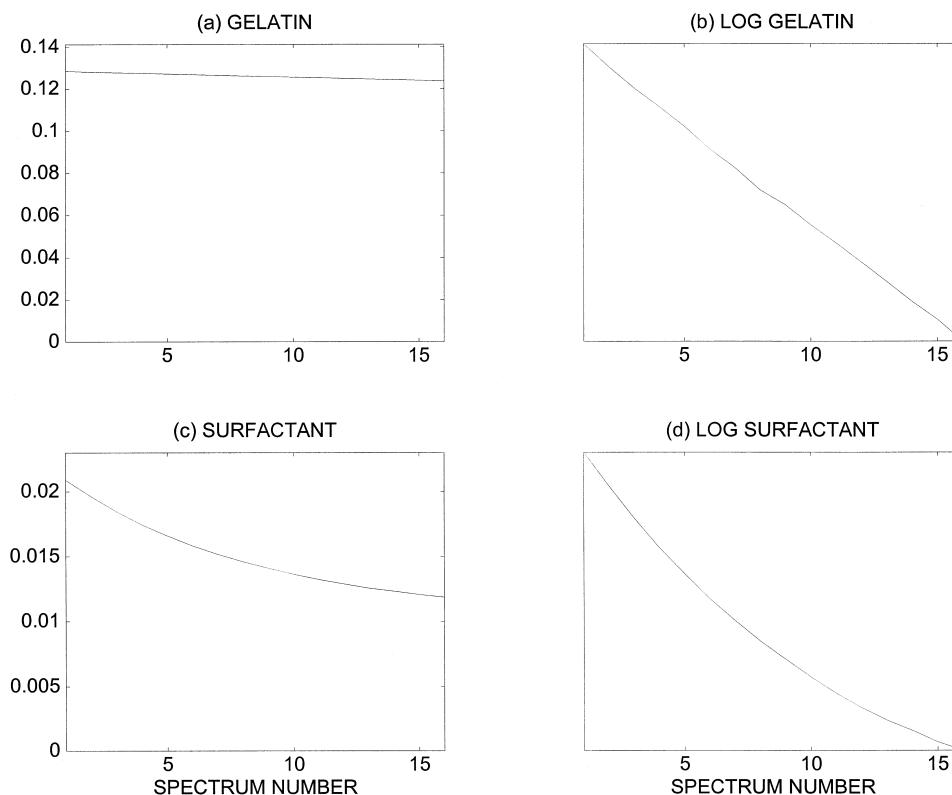 (a) GELATIN
0.14
0.12
0.1
0.08
0.06
0.04
0.02
0
5 10 15
(b) LOG GELATIN
5 10 15
(c) SURFACTANT
0.02
0.015
0.01
0.005
0
5 10 15
SPECTRUM NUMBER
(d) LOG SURFACTANT
5 10 15
SPECTRUM NUMBER